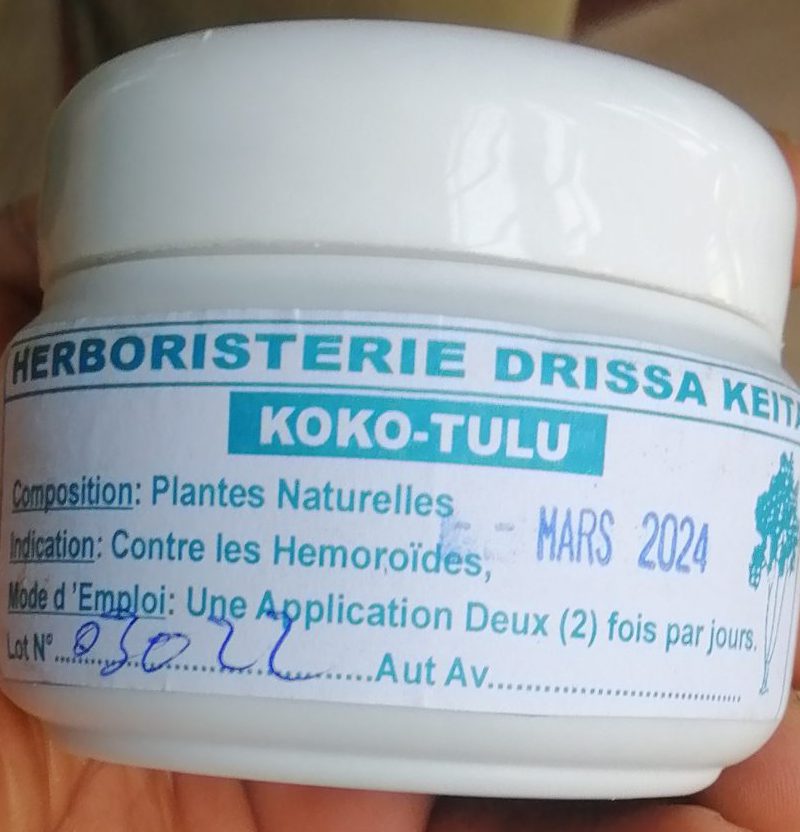 HERBORISTERIE DRISSA KEITA
KOKO-TULU
Composition: Plantes Naturelles
MARS 2024
Indication: Contre les Hemoroïdes,
Mode d'Emploi: Une Application Deux (2) fois par jours.
Lot N° 03022 Aut Av